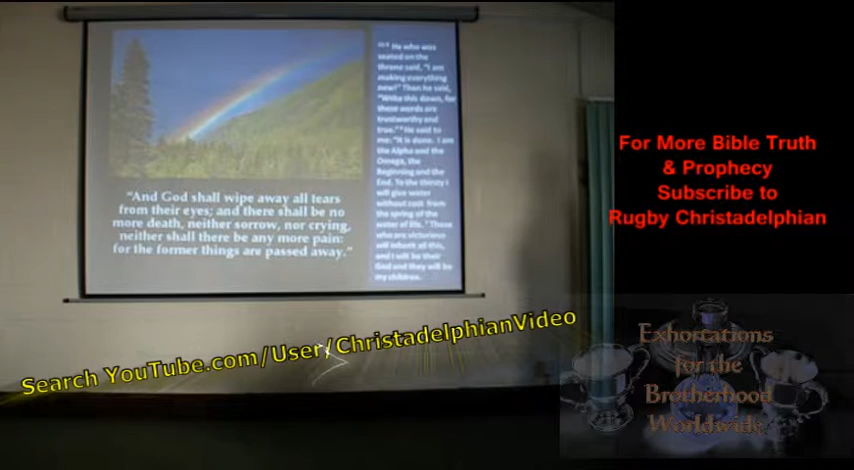 “And God shall wipe away all tears
from their eyes; and there shall be no
more death, neither sorrow, nor crying,
neither shall there be any more pain:
for the former things are passed away.”
He who was
seated on the
throne said, “I am
making everything
new!” Then he said,
“Write this down, for
these words are
trustworthy and
true.” He said to
me: “It is done. I am
the Alpha and the
Omega, the
Beginning and the
End. To the thirsty I
will give water
without cost from
the spring of the
water of life. Those
who are victorious
will inherit all this,
and I will be their
God and they will be
my children.
For More Bible Truth
& Prophecy
Subscribe to
Rugby Christadelphian
Search YouTube.com/User/ChristadelphianVideo
Exhortations
for the
Brotherhood
Worldwide